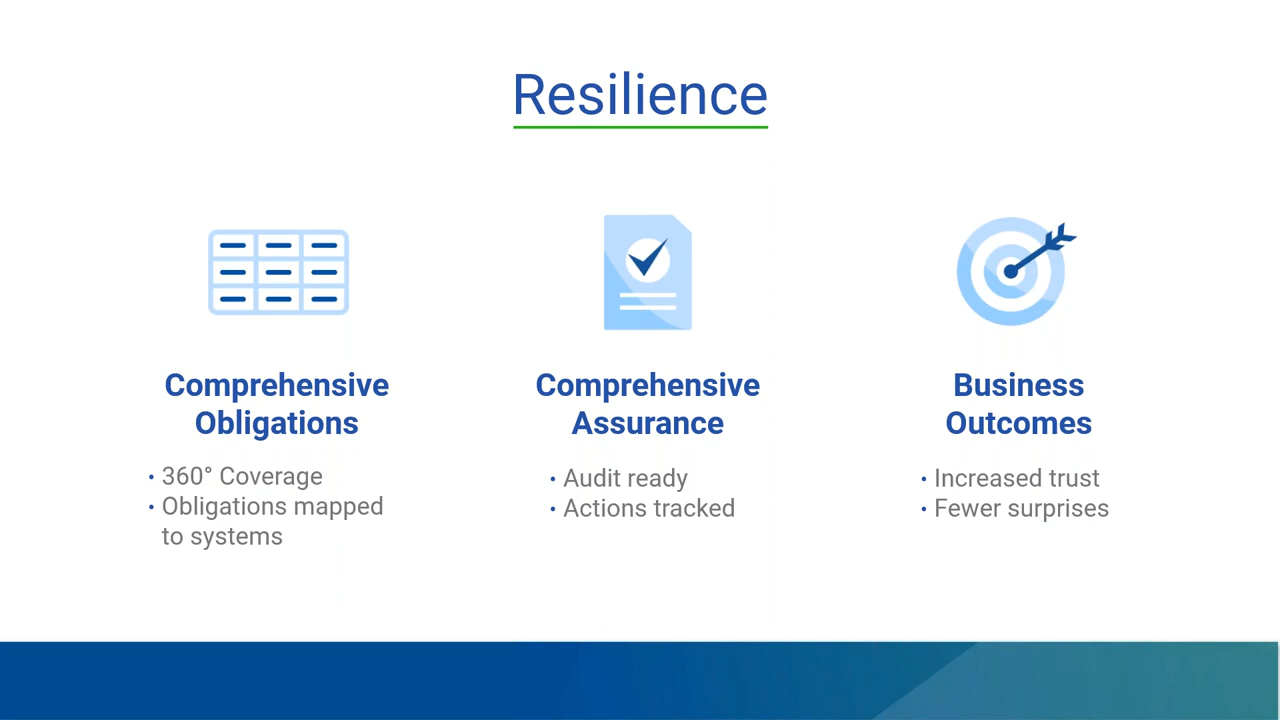 Resilience
Comprehensive
Obligations
• 360° Coverage
• Obligations mapped
to systems
Comprehensive
Assurance
• Audit ready
• Actions tracked
Business
Outcomes
• Increased trust
• Fewer surprises